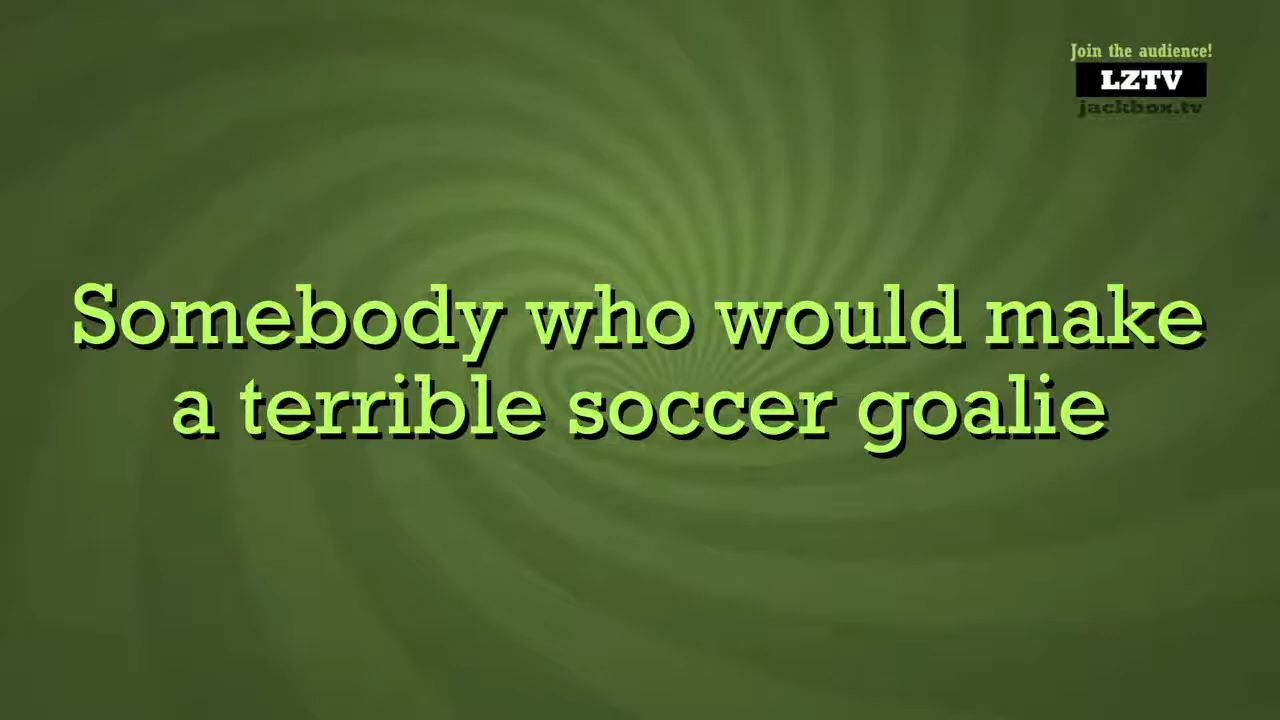 Join the audience!
LZTV
jackbox.tv
Somebody who would make
a terrible soccer goalie